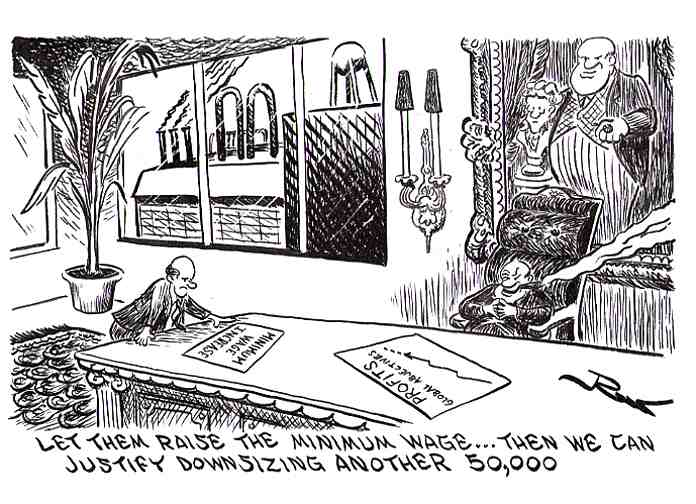 MINIMUM
WAGE
INCREASE
PROFITS
GLOBAL OBJECTIVES
LET THEM RAISE THE MINIMUM WAGE...THEN WE CAN
JUSTIFY DOWNSIZING ANOTHER 50,000